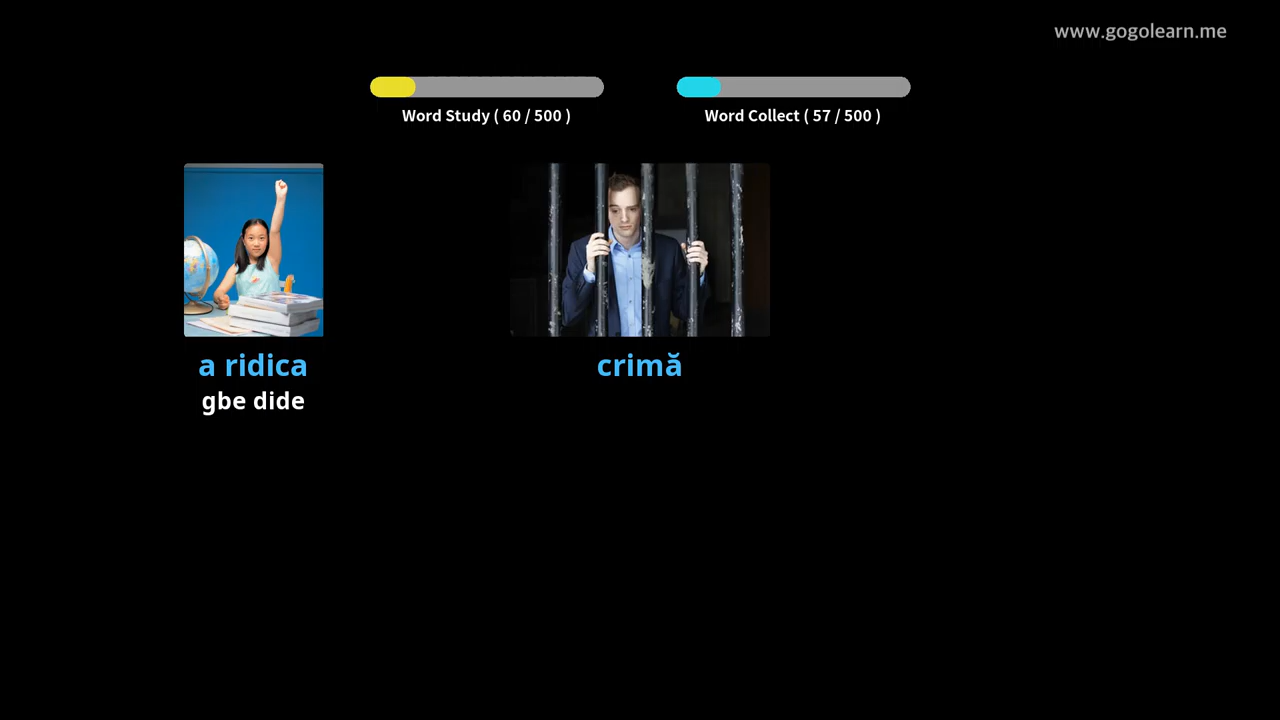 www.gogolearn.me
Word Study ( 60 / 500 )
Word Collect ( 57 / 500 )
a ridica
gbe dide
crimă